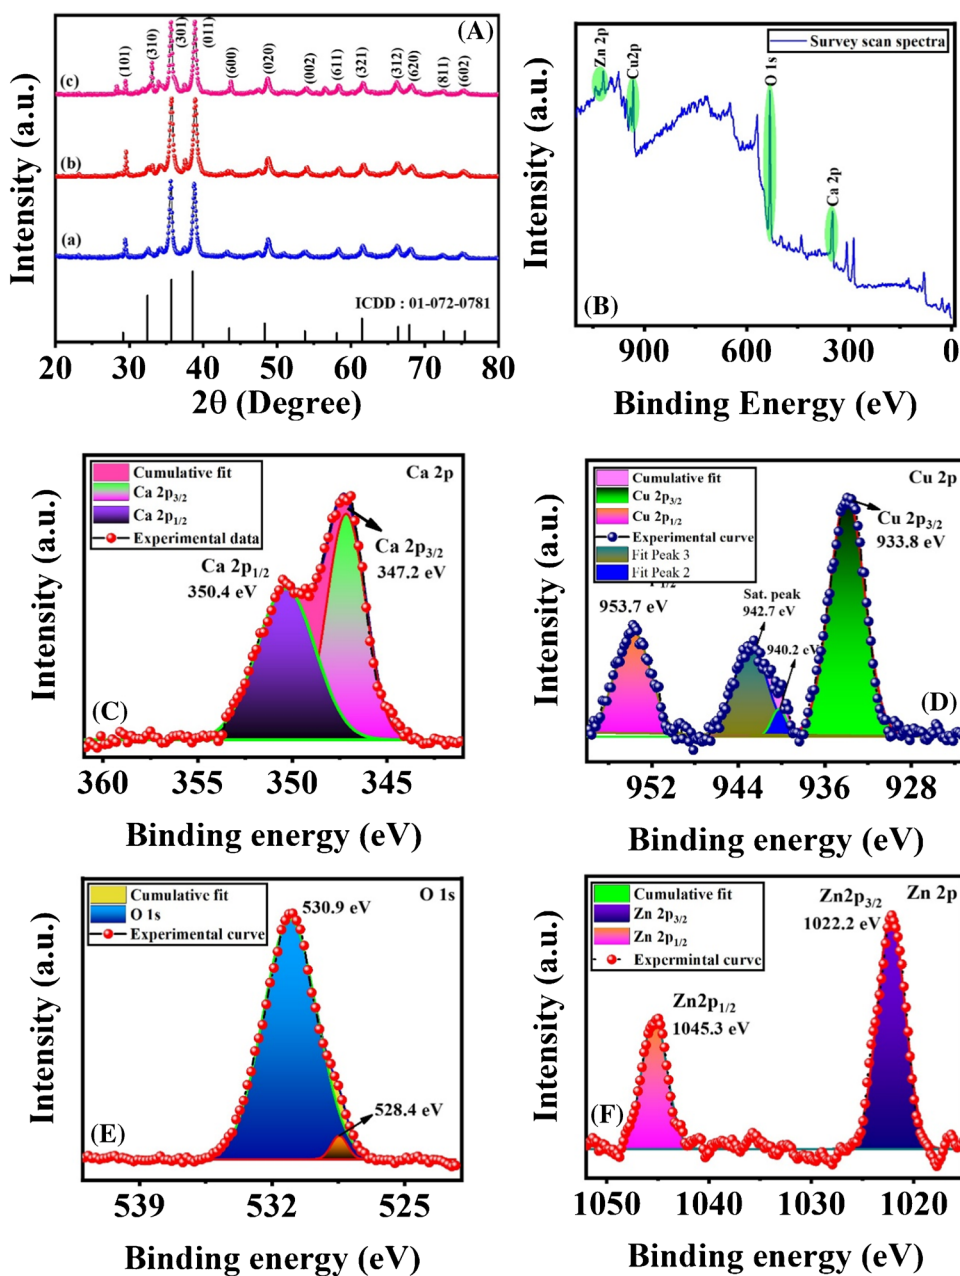 (A)
(101)
(310)
(301)
(011)
(600)
(020)
(002)
(611)
(321)
(312)
(620)
(811)
(602)
(c)
(b)
(a)
ICDD : 01-072-0781
20 30 40 50 60 70 80
2θ (Degree)
Intensity (a.u.)
Survey scan spectra
Zn 2p
Cu2p
O 1s
Ca 2p
(B)
900 600 300 0
Binding Energy (eV)
Intensity (a.u.)
Cumulative fit
Ca 2p3/2
Ca 2p1/2
Experimental data
Ca 2p
Ca 2p3/2
347.2 eV
Ca 2p1/2
350.4 eV
(C)
360 355 350 345
Binding energy (eV)
Intensity (a.u.)
Cumulative fit
Cu 2p3/2
Cu 2p1/2
Experimental curve
Fit Peak 3
Fit Peak 2
Cu 2p
Cu 2p3/2
933.8 eV
953.7 eV
Sat. peak
942.7 eV
940.2 eV
(D)
952 944 936 928
Binding energy (eV)
Intensity (a.u.)
Cumulative fit
O 1s
Experimental curve
O 1s
530.9 eV
528.4 eV
(E)
539 532 525
Binding energy (eV)
Intensity (a.u.)
Cumulative fit
Zn 2p3/2
Zn 2p1/2
Expermintal curve
Zn2p3/2
1022.2 eV
Zn 2p
Zn2p1/2
1045.3 eV
(F)
1050 1040 1030 1020
Binding energy (eV)
Intensity (a.u.)